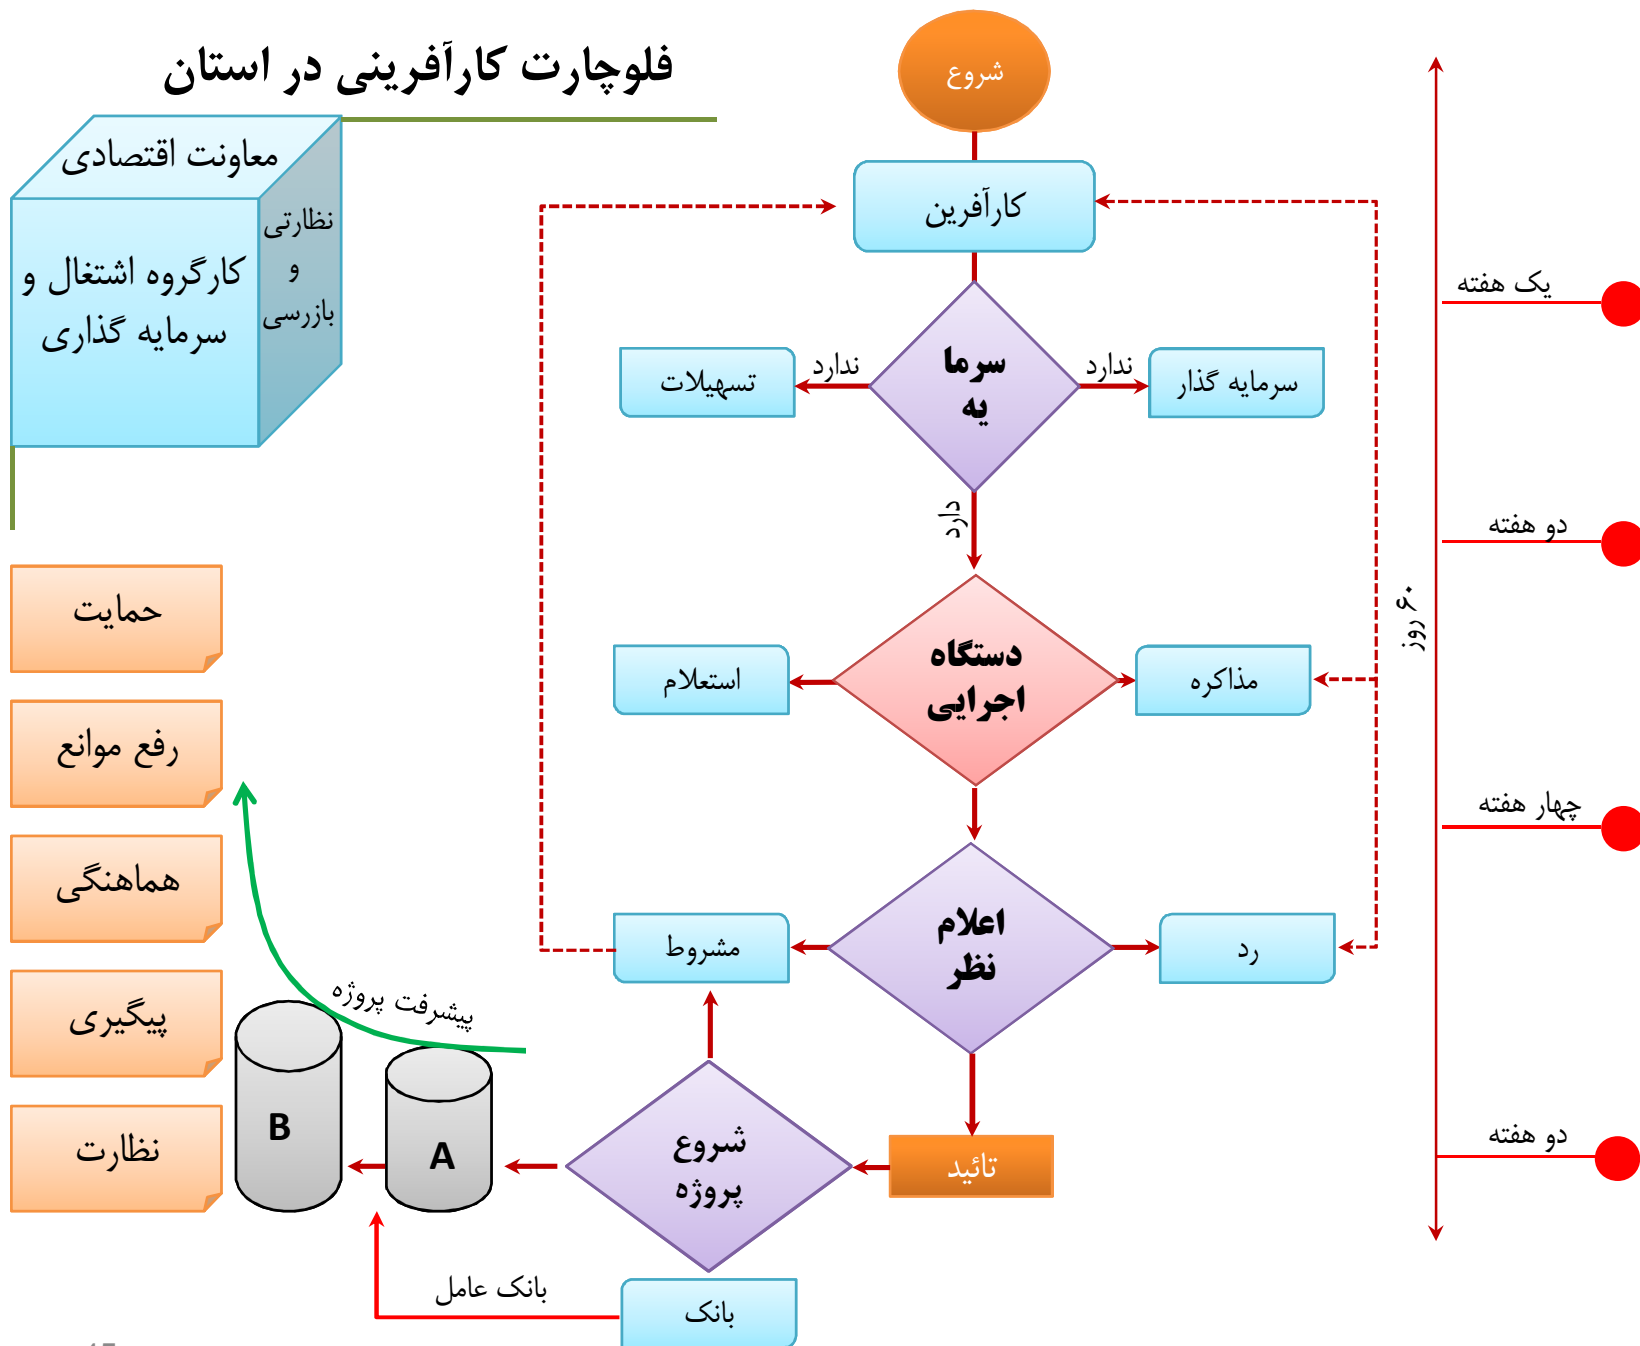 فلوچارت کارآفرینی در استان
شروع
معاونت اقتصادی
نظارتی
و
بازرسی
کارگروه اشتغال و
سرمایه گذاری
کارآفرین
یک هفته
سرما
یه
ندارد
ندارد
سرمایه گذار
تسهیلات
دارد
دو هفته
۶۰ روز
حمایت
دستگاه
اجرایی
مذاکره
استعلام
رفع موانع
چهار هفته
هماهنگی
اعلام
نظر
رد
مشروط
پیشرفت پروژه
پیگیری
B
A
شروع
پروژه
تائید
دو هفته
نظارت
بانک عامل
بانک